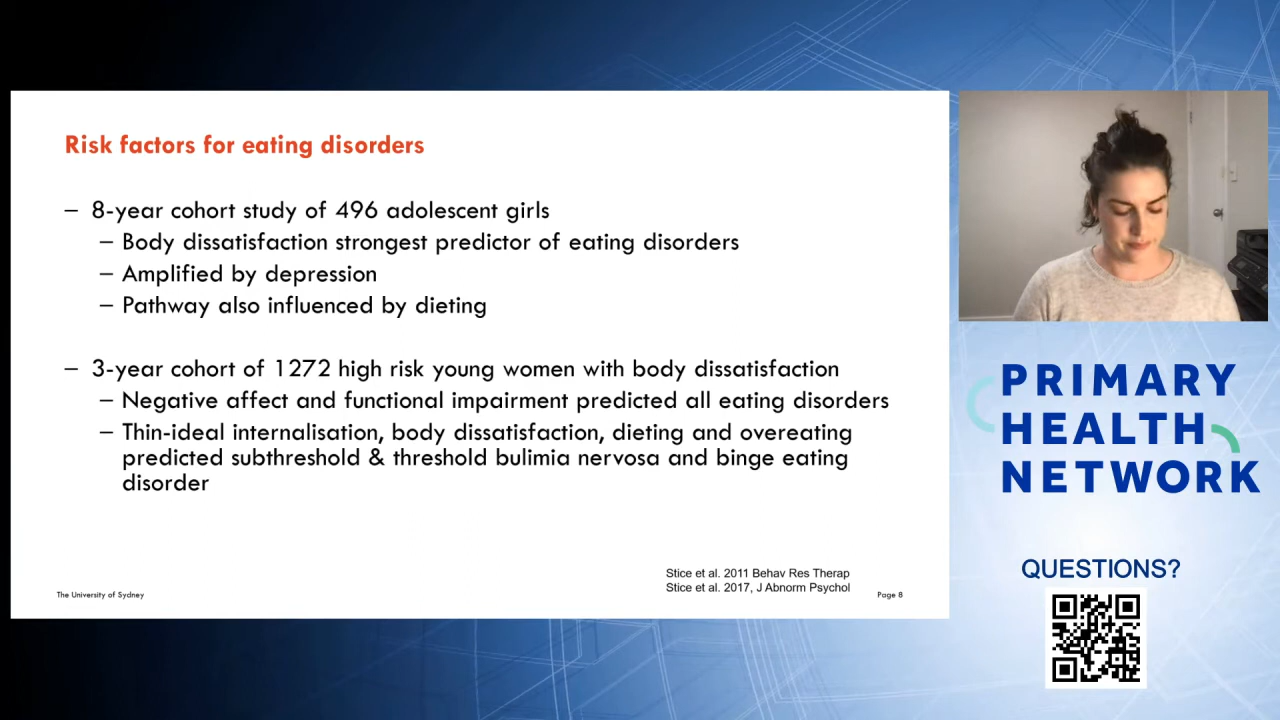 Risk factors for eating disorders
– 8-year cohort study of 496 adolescent girls
– Body dissatisfaction strongest predictor of eating disorders
– Amplified by depression
– Pathway also influenced by dieting
– 3-year cohort of 1272 high risk young women with body dissatisfaction
– Negative affect and functional impairment predicted all eating disorders
– Thin-ideal internalisation, body dissatisfaction, dieting and overeating
predicted subthreshold & threshold bulimia nervosa and binge eating
disorder
Stice et al. 2011 Behav Res Therap
Stice et al. 2017, J Abnorm Psychol
The University of Sydney
Page 8
PRIMARY
HEALTH
NETWORK
QUESTIONS?